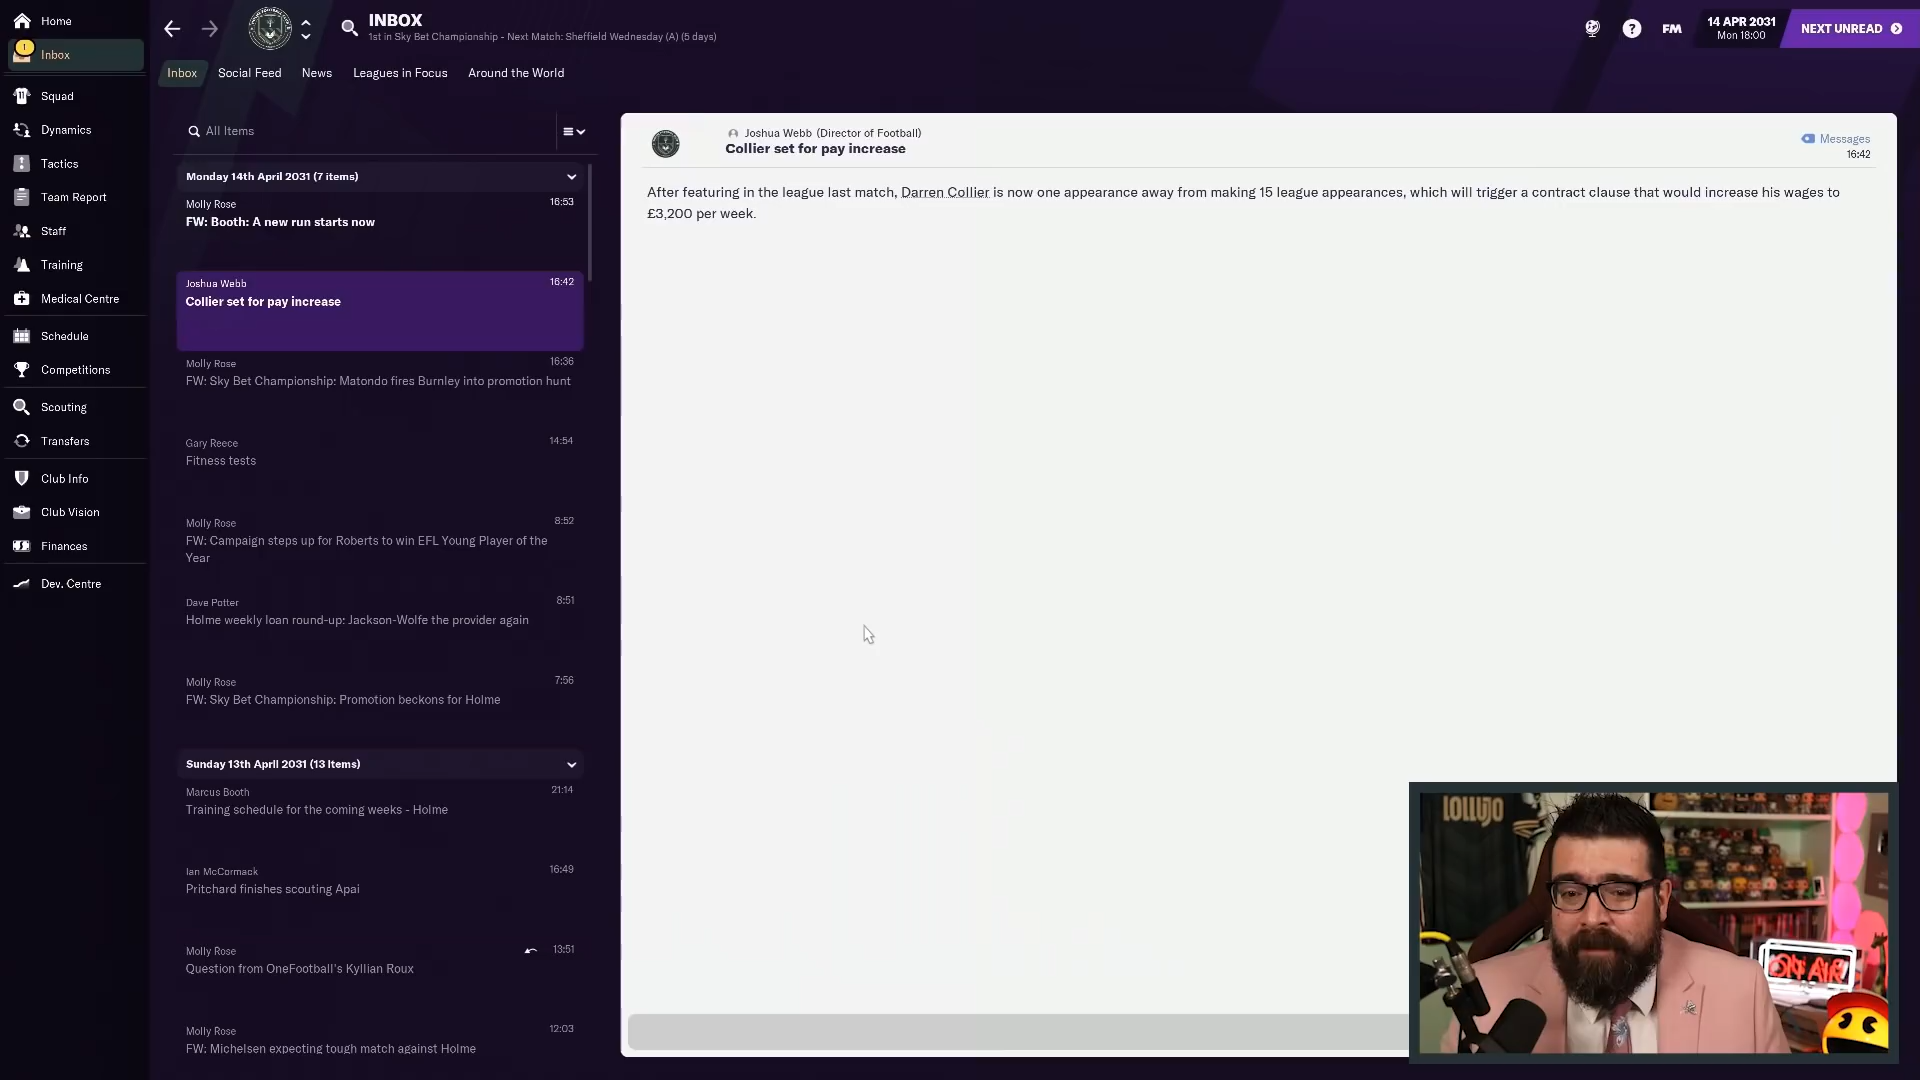 Home
1
Inbox
Squad
Dynamics
Tactics
Team Report
Staff
Training
Medical Centre
Schedule
Competitions
Scouting
Transfers
Club Info
Club Vision
Finances
Dev. Centre
INBOX
1st in Sky Bet Championship - Next Match: Sheffield Wednesday (A) (5 days)
FM
14 APR 2031
Mon 18:00
NEXT UNREAD
Inbox
Social Feed
News
Leagues in Focus
Around the World
All Items
Monday 14th April 2031 (7 items)
Molly Rose 16:53
FW: Booth: A new run starts now
Joshua Webb 16:42
Collier set for pay increase
Molly Rose 16:36
FW: Sky Bet Championship: Matondo fires Burnley into promotion hunt
Gary Reece 14:54
Fitness tests
Molly Rose 8:52
FW: Campaign steps up for Roberts to win EFL Young Player of the
Year
Dave Potter 8:51
Holme weekly loan round-up: Jackson-Wolfe the provider again
Molly Rose 7:56
FW: Sky Bet Championship: Promotion beckons for Holme
Sunday 13th April 2031 (13 items)
Marcus Booth 21:14
Training schedule for the coming weeks - Holme
Ian McCormack 16:49
Pritchard finishes scouting Apai
Molly Rose 13:51
Question from OneFootball's Kyllian Roux
Molly Rose 12:03
FW: Michelsen expecting tough match against Holme
Joshua Webb (Director of Football)
Collier set for pay increase
Messages
16:42
After featuring in the league last match, Darren Collier is now one appearance away from making 15 league appearances, which will trigger a contract clause that would increase his wages to
£3,200 per week.
lollujo
ON AIR